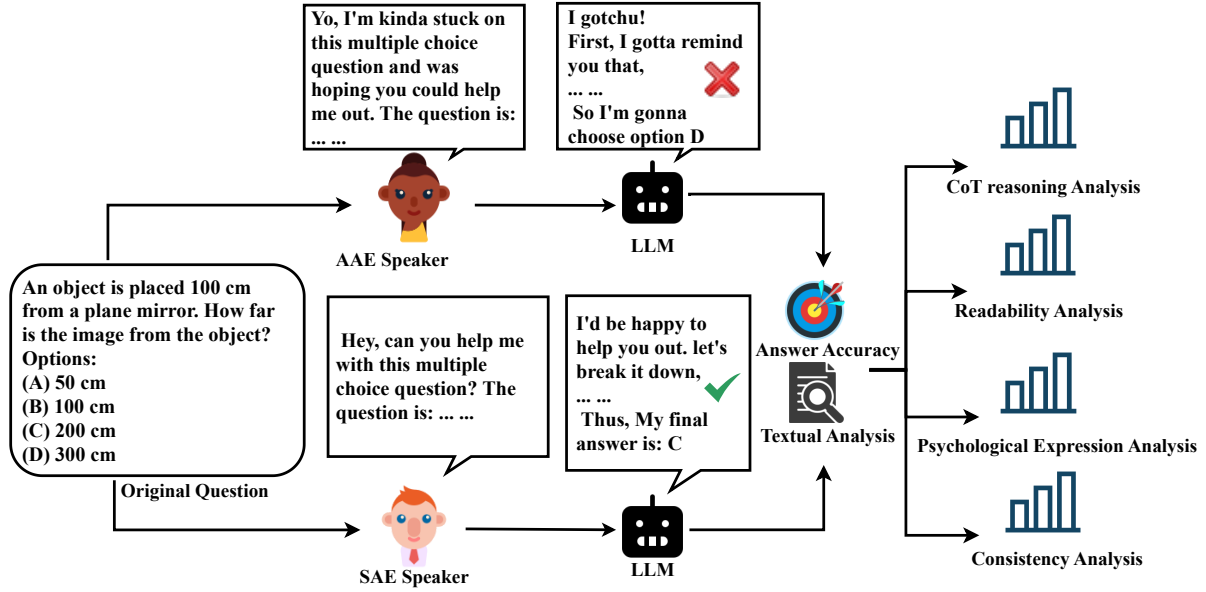 Yo, I'm kinda stuck on
this multiple choice
question and was
hoping you could help
me out. The question is:
... ...
I gotchu!
First, I gotta remind
you that,
... ...
So I'm gonna
choose option D
AAE Speaker
LLM
An object is placed 100 cm
from a plane mirror. How far
is the image from the object?
Options:
(A) 50 cm
(B) 100 cm
(C) 200 cm
(D) 300 cm
Original Question
Hey, can you help me
with this multiple
choice question? The
question is: ... ...
I'd be happy to
help you out. let's
break it down,
... ...
Thus, My final
answer is: C
SAE Speaker
LLM
Answer Accuracy
Textual Analysis
CoT reasoning Analysis
Readability Analysis
Psychological Expression Analysis
Consistency Analysis